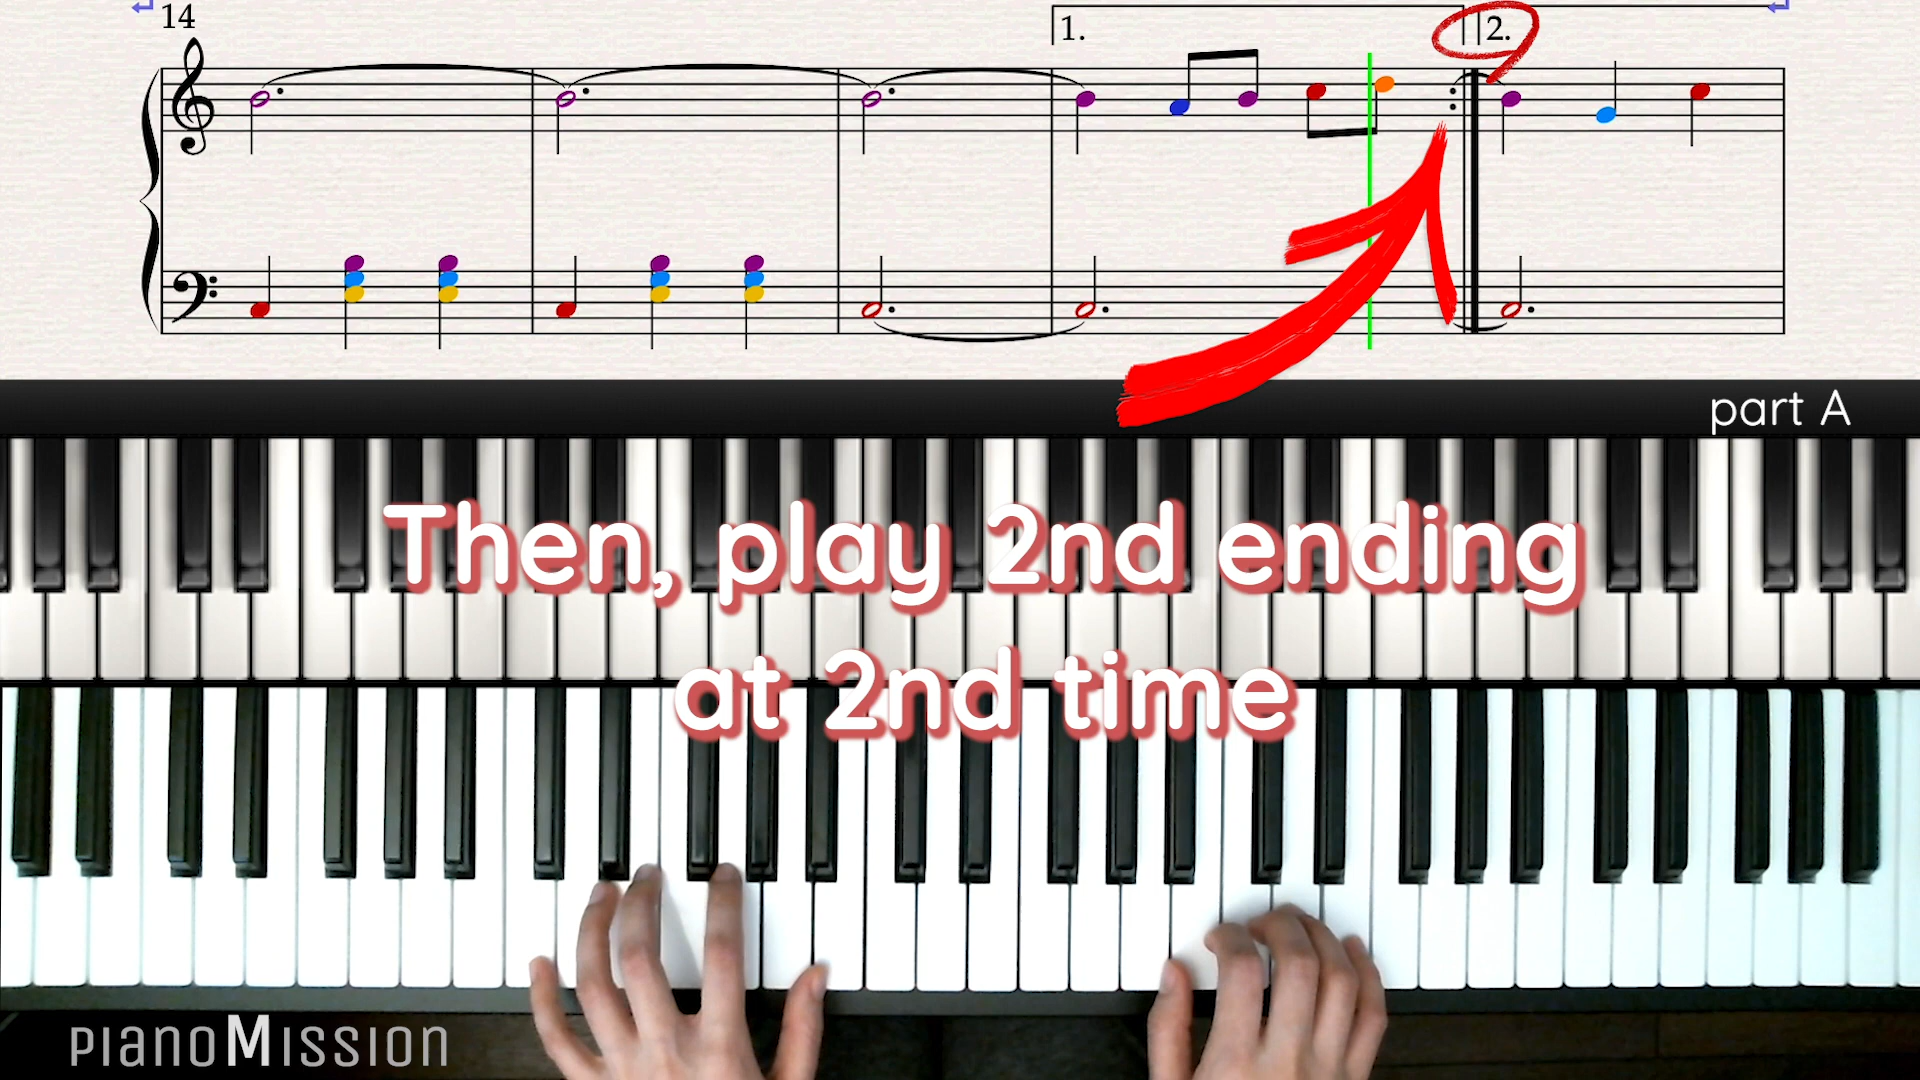 14
1.
2.
part A
Then, play 2nd ending
at 2nd time
pianoMission